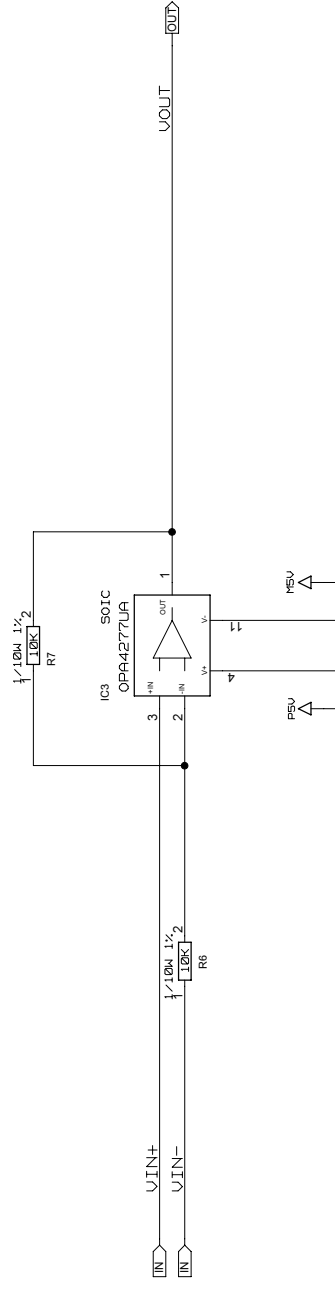 OUT
VOUT
1/10W 1%
1
10K
2
R7
IC3
SOIC
OPA4277UA
1
OUT
+IN
-IN
V+
V-
3
2
4
11
M5V
P5V
1/10W 1%
1
10K
2
R6
VIN+
VIN-
IN
IN